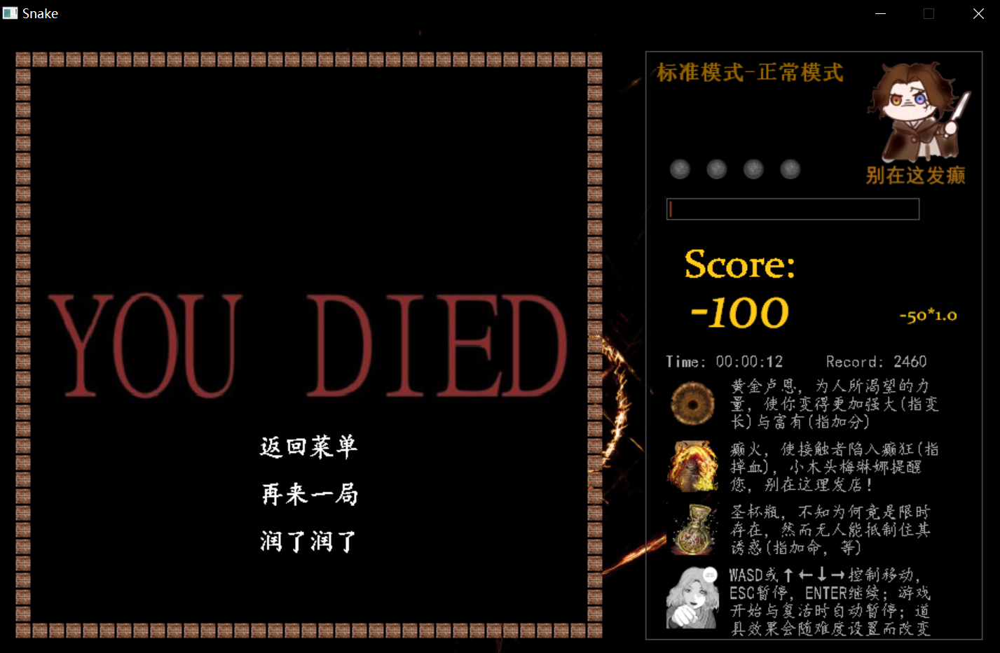 Snake
标准模式-正常模式
别在这发癫
YOU DIED
返回菜单
再来一局
润了润了
Score:
-100
-50*1.0
Time: 00:00:12
Record: 2460
黄金卢恩，为人所渴望的力
量，使你变得更加强大(指变
长)与富有(指加分)
癫火，使接触者陷入癫狂(指
掉血)，小木头梅琳娜提醒
您，别在这理发店！
圣杯瓶，不知为何竟是限时
存在，然而无人能抵制住其
诱惑(指加命，等)
WASD或↑←↓→控制移动，
ESC暂停，ENTER继续；游戏
开始与复活时自动暂停；道
具效果会随难度设置而改变